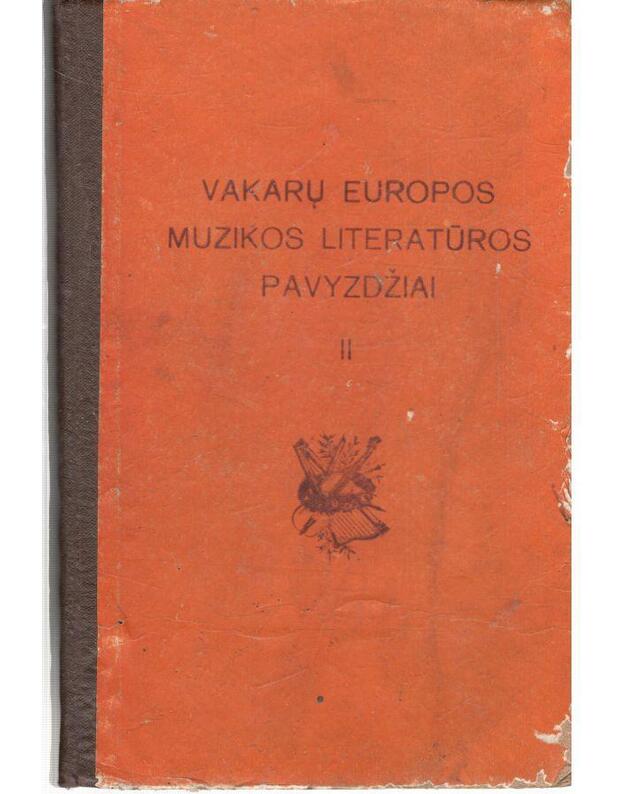 VAKARŲ EUROPOS
MUZIKOS LITERATŪROS
PAVYZDŽIAI
II